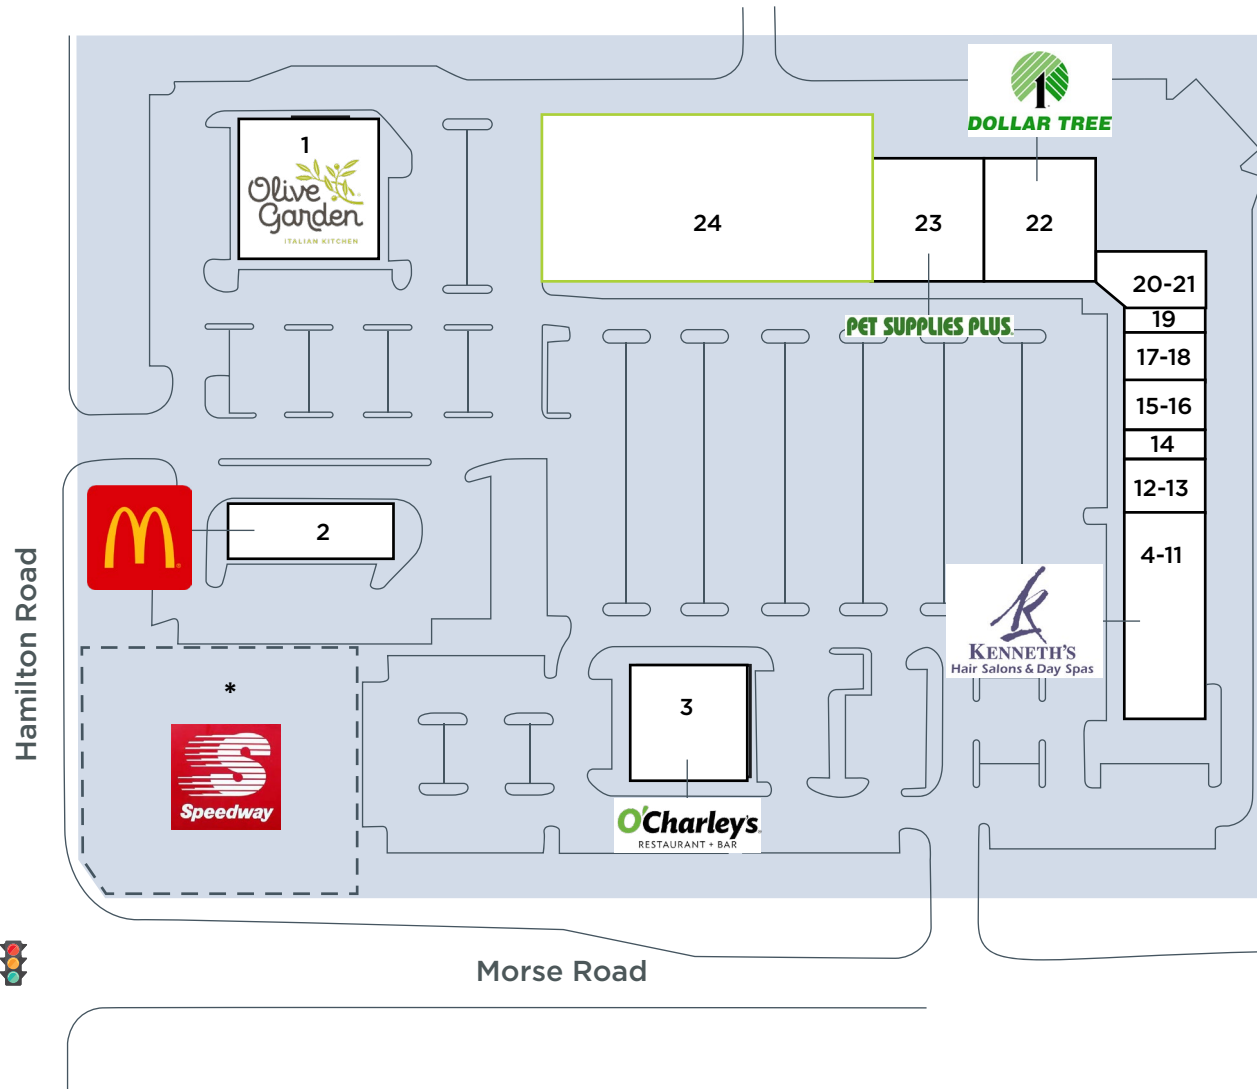 1
DOLLAR TREE
1
Olive
Garden
ITALIAN KITCHEN
24
23
22
20-21
PET SUPPLIES PLUS.
19
17-18
15-16
14
12-13
2
4-11
Hamilton Road
K
KENNETH'S
Hair Salons & Day Spas
*
3
S
Speedway
O'Charley's
RESTAURANT + BAR
Morse Road